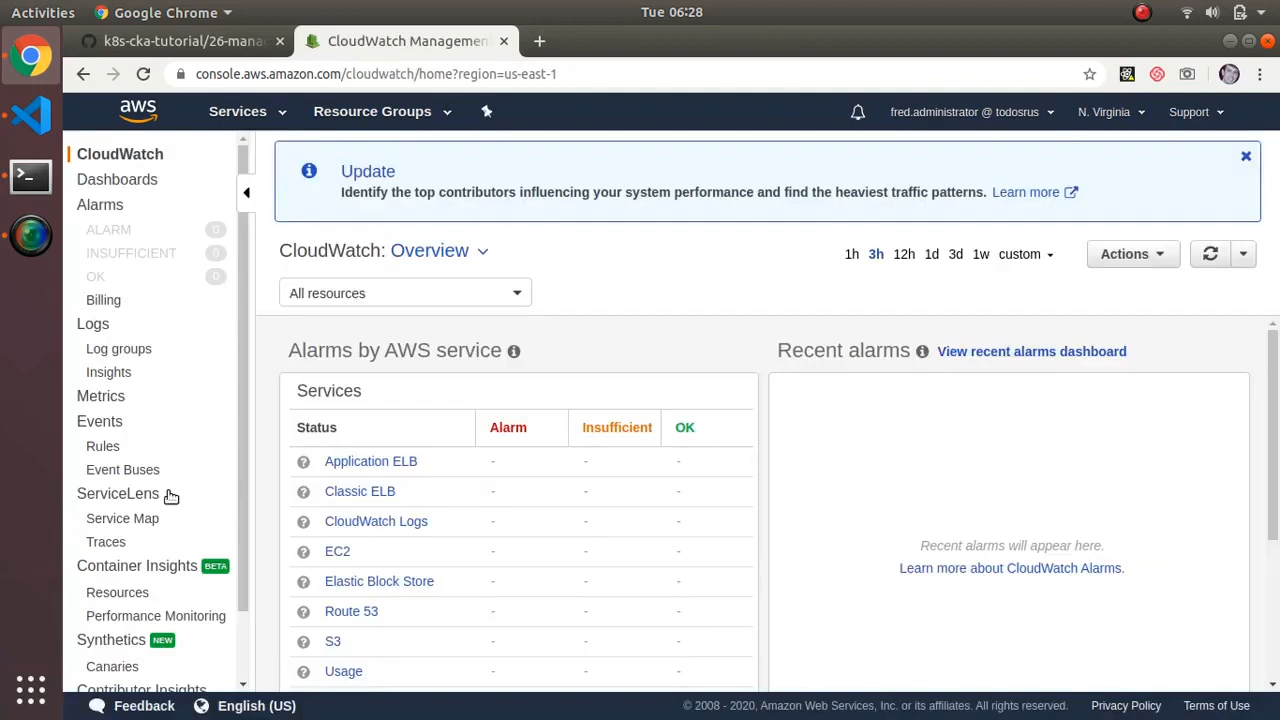 Activities
Google Chrome
Tue 06:28
k8s-cka-tutorial/26-mana
CloudWatch Management
console.aws.amazon.com/cloudwatch/home?region=us-east-1
aws
Services
Resource Groups
fred.administrator @ todosrus
N. Virginia
Support
CloudWatch
Dashboards
Alarms
ALARM 0
INSUFFICIENT 0
OK 0
Billing
Logs
Log groups
Insights
Metrics
Events
Rules
Event Buses
ServiceLens
Service Map
Traces
Container Insights BETA
Resources
Performance Monitoring
Synthetics NEW
Canaries
Contributor Insights
Update
Identify the top contributors influencing your system performance and find the heaviest traffic patterns. Learn more
CloudWatch: Overview
1h 3h 12h 1d 3d 1w custom
Actions
All resources
Alarms by AWS service
Services
Status Alarm Insufficient OK
Application ELB - - -
Classic ELB - - -
CloudWatch Logs - - -
EC2 - - -
Elastic Block Store - - -
Route 53 - - -
S3 - - -
Usage - - -
Recent alarms View recent alarms dashboard
Recent alarms will appear here.
Learn more about CloudWatch Alarms.
Feedback
English (US)
© 2008 - 2020, Amazon Web Services, Inc. or its affiliates. All rights reserved.
Privacy Policy
Terms of Use